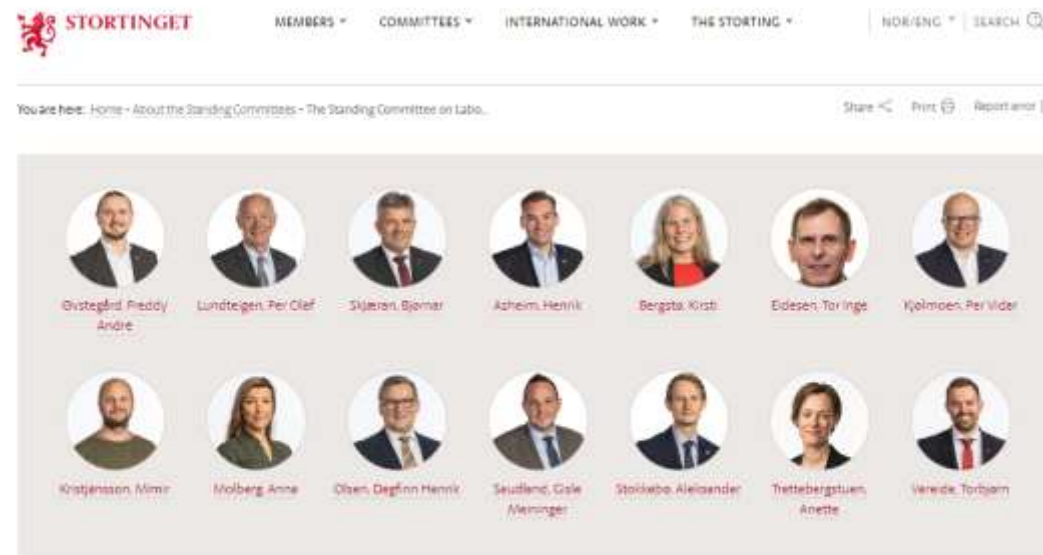 STORTINGET
MEMBERS COMMITTEES INTERNATIONAL WORK THE STORTING NOR/ENG SEARCH
You are here: Home - About the Standing Committees - The Standing Committee on Labo...
Share Print Report error
Øvstegård, Freddy Lundteigen, Per Olaf Skjæran, Bjørnar Asheim, Henrik Bergstø, Kirsti Eidesen, Tor Inge Kjølmoen, Per Vidar
André
Kristjánsson, Mímir Molberg, Anna Olsen, Dagfinn Henrik Saudland, Gisle Stokkebø, Aleksander Trettebergstuen, Vereide, Torbjørn
Meininger Anette